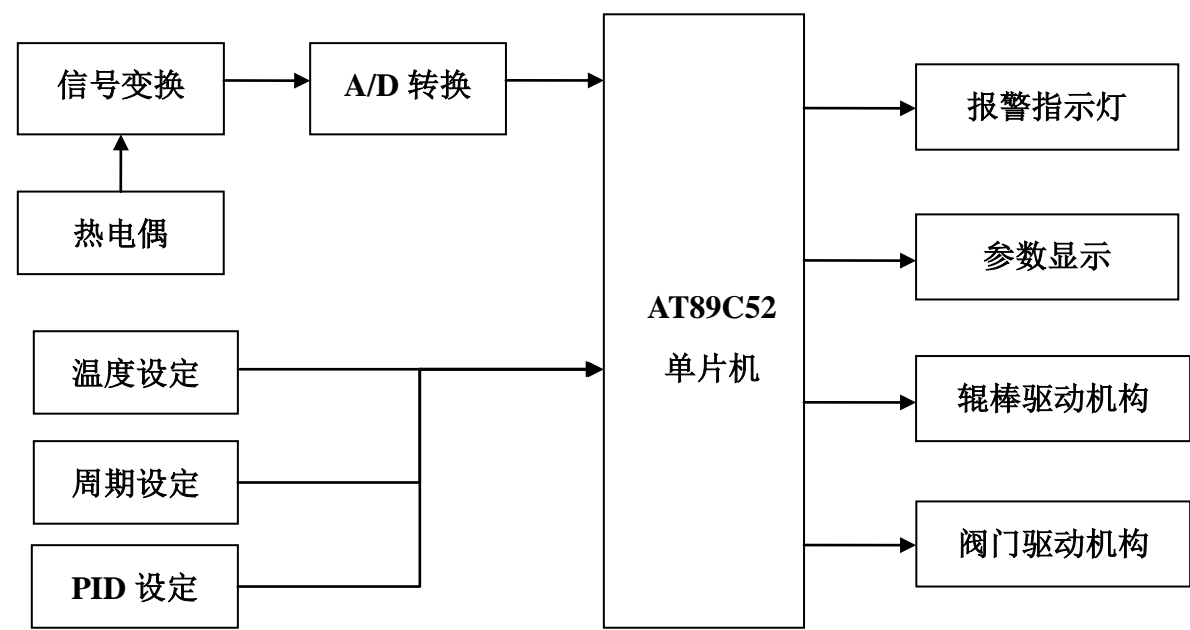 信号变换
A/D 转换
热电偶
温度设定
周期设定
PID 设定
AT89C52
单片机
报警指示灯
参数显示
辊棒驱动机构
阀门驱动机构